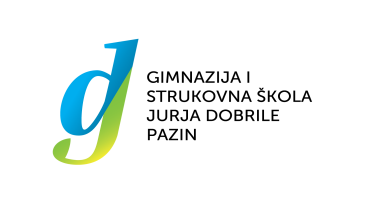 GIMNAZIJA I
STRUKOVNA ŠKOLA
JURJA DOBRILE
PAZIN